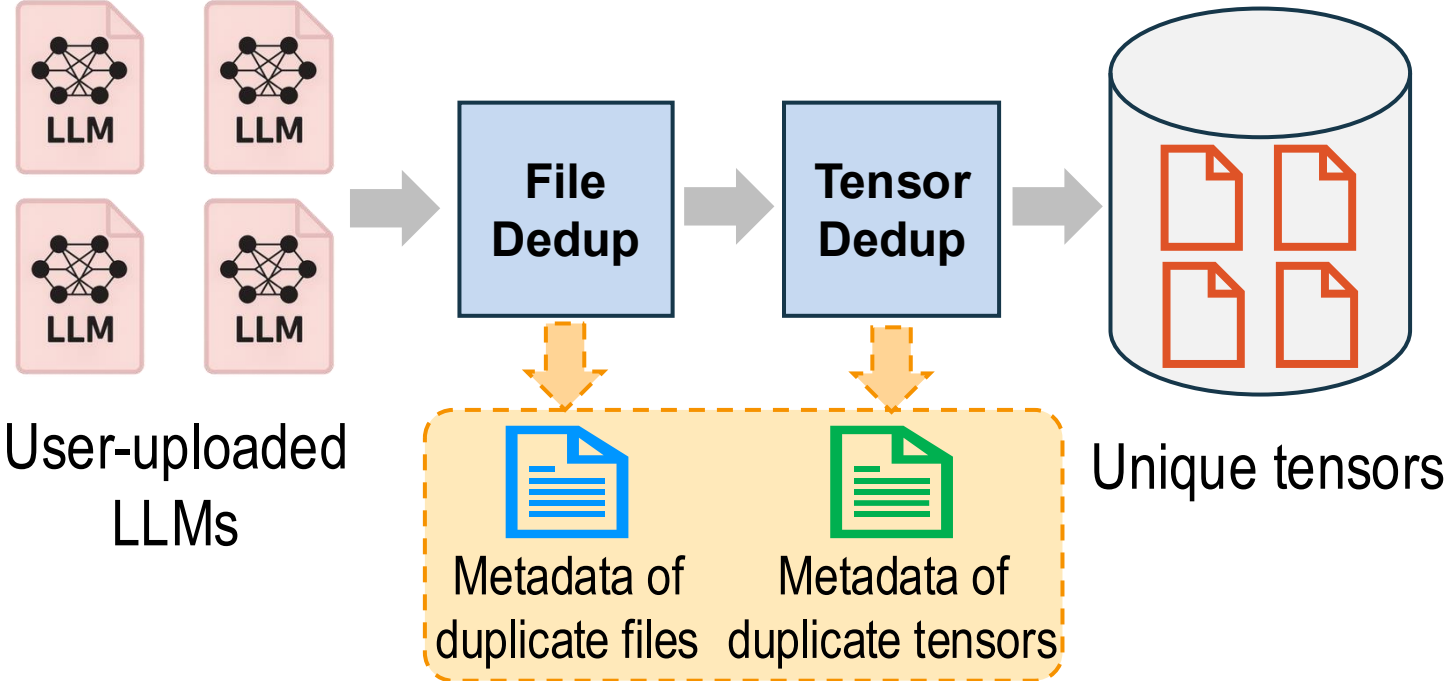 LLM
LLM
LLM
LLM
User-uploaded
LLMs
File
Dedup
Tensor
Dedup
Metadata of
duplicate files
Metadata of
duplicate tensors
Unique tensors